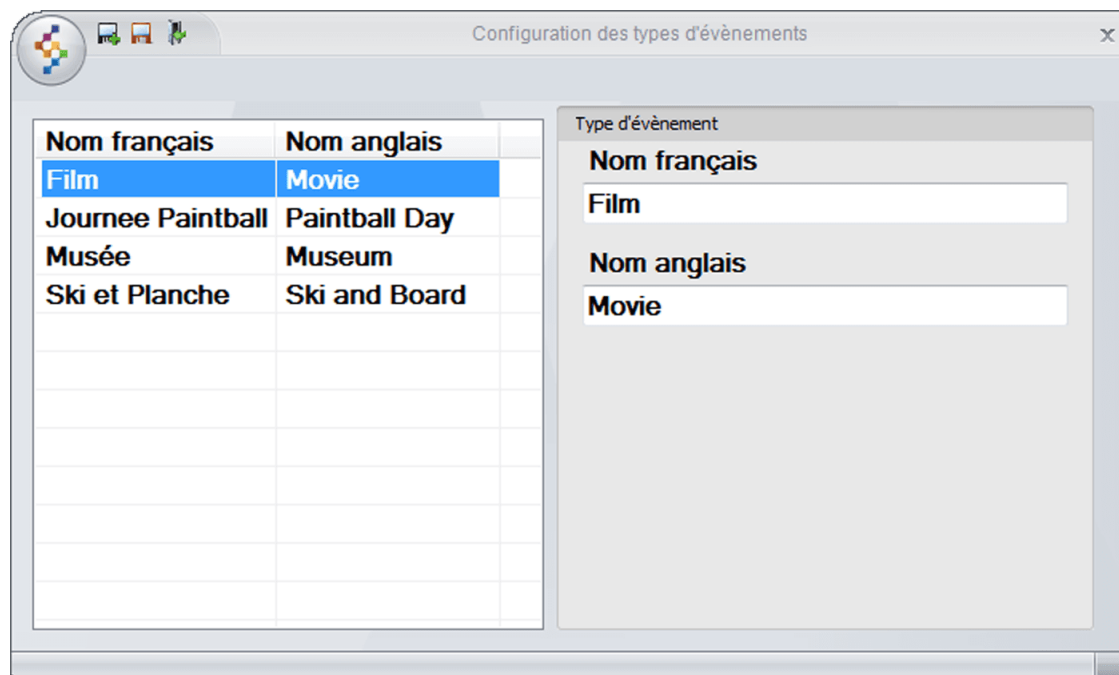 Configuration des types d'évènements
Nom français Nom anglais
Film Movie
Journee Paintball Paintball Day
Musée Museum
Ski et Planche Ski and Board
Type d'évènement
Nom français
Film
Nom anglais
Movie